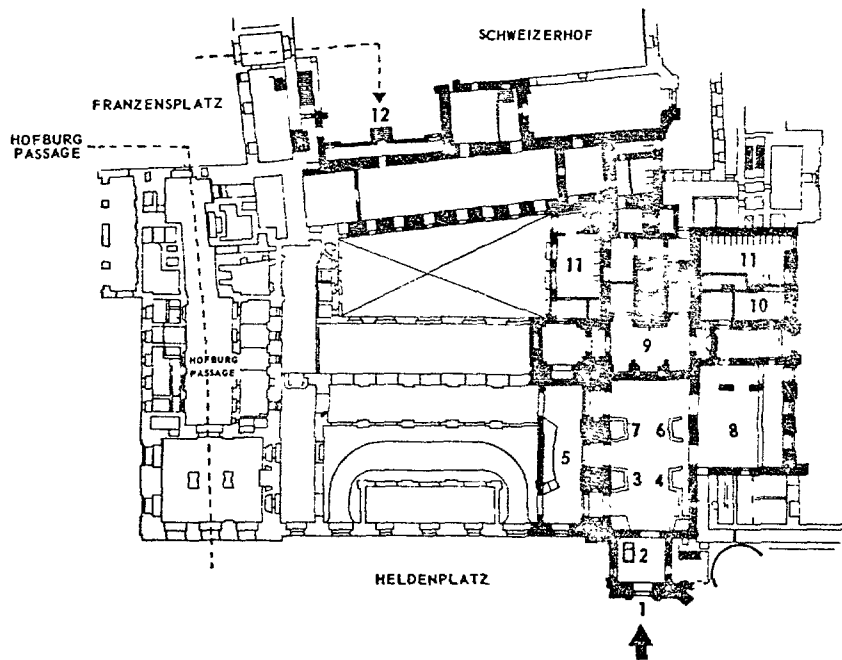 SCHWEIZERHOF
FRANZENSPLATZ
12
HOFBURG
PASSAGE
11
11
10
9
HOFBURG
PASSAGE
7
6
8
5
3
4
2
HELDENPLATZ
1